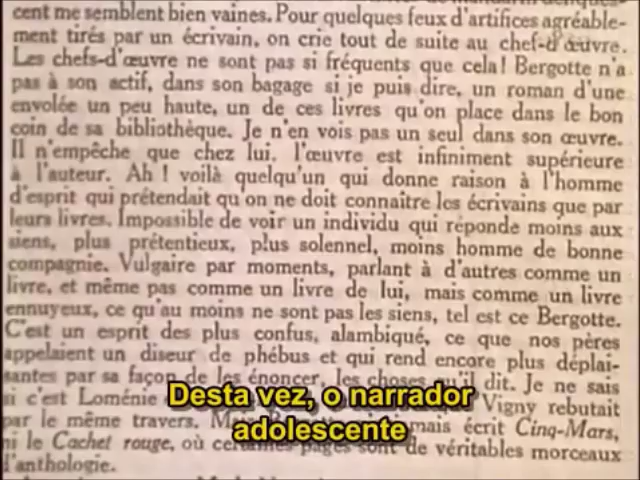 cent me semblent bien vaines. Pour quelques feux d'artifices agréable-
ment tirés par un écrivain, on crie tout de suite au chef-d'œuvre.
Les chefs-d'œuvre ne sont pas si fréquents que cela! Bergotte n'a
pas à son actif, dans son bagage si je puis dire, un roman d'une
envolée un peu haute, un de ces livres qu'on place dans le bon
coin de sa bibliothèque. Je n'en vois pas un seul dans son œuvre.
Il n'empêche que chez lui, l'œuvre est infiniment supérieure
à l'auteur. Ah ! voilà quelqu'un qui donne raison à l'homme
d'esprit qui prétendait qu'on ne doit connaître les écrivains que par
leurs livres. Impossible de voir un individu qui réponde moins aux
siens, plus prétentieux, plus solennel, moins homme de bonne
compagnie. Vulgaire par moments, parlant à d'autres comme un
livre, et même pas comme un livre de lui, mais comme un livre
ennuyeux, ce qu'au moins ne sont pas les siens, tel est ce Bergotte.
C'est un esprit des plus confus, alambiqué, ce que nos pères
appelaient un diseur de phébus et qui rend encore plus déplai-
santes par sa façon de les énoncer, les choses qu'il dit. Je ne sais
si c'est Loménie Vigny rebutait
par le même travers. mais écrit Cinq-Mars,
ni le Cachet rouge, où certaines pages sont de véritables morceaux
d'anthologie.
Desta vez, o narrador
adolescente